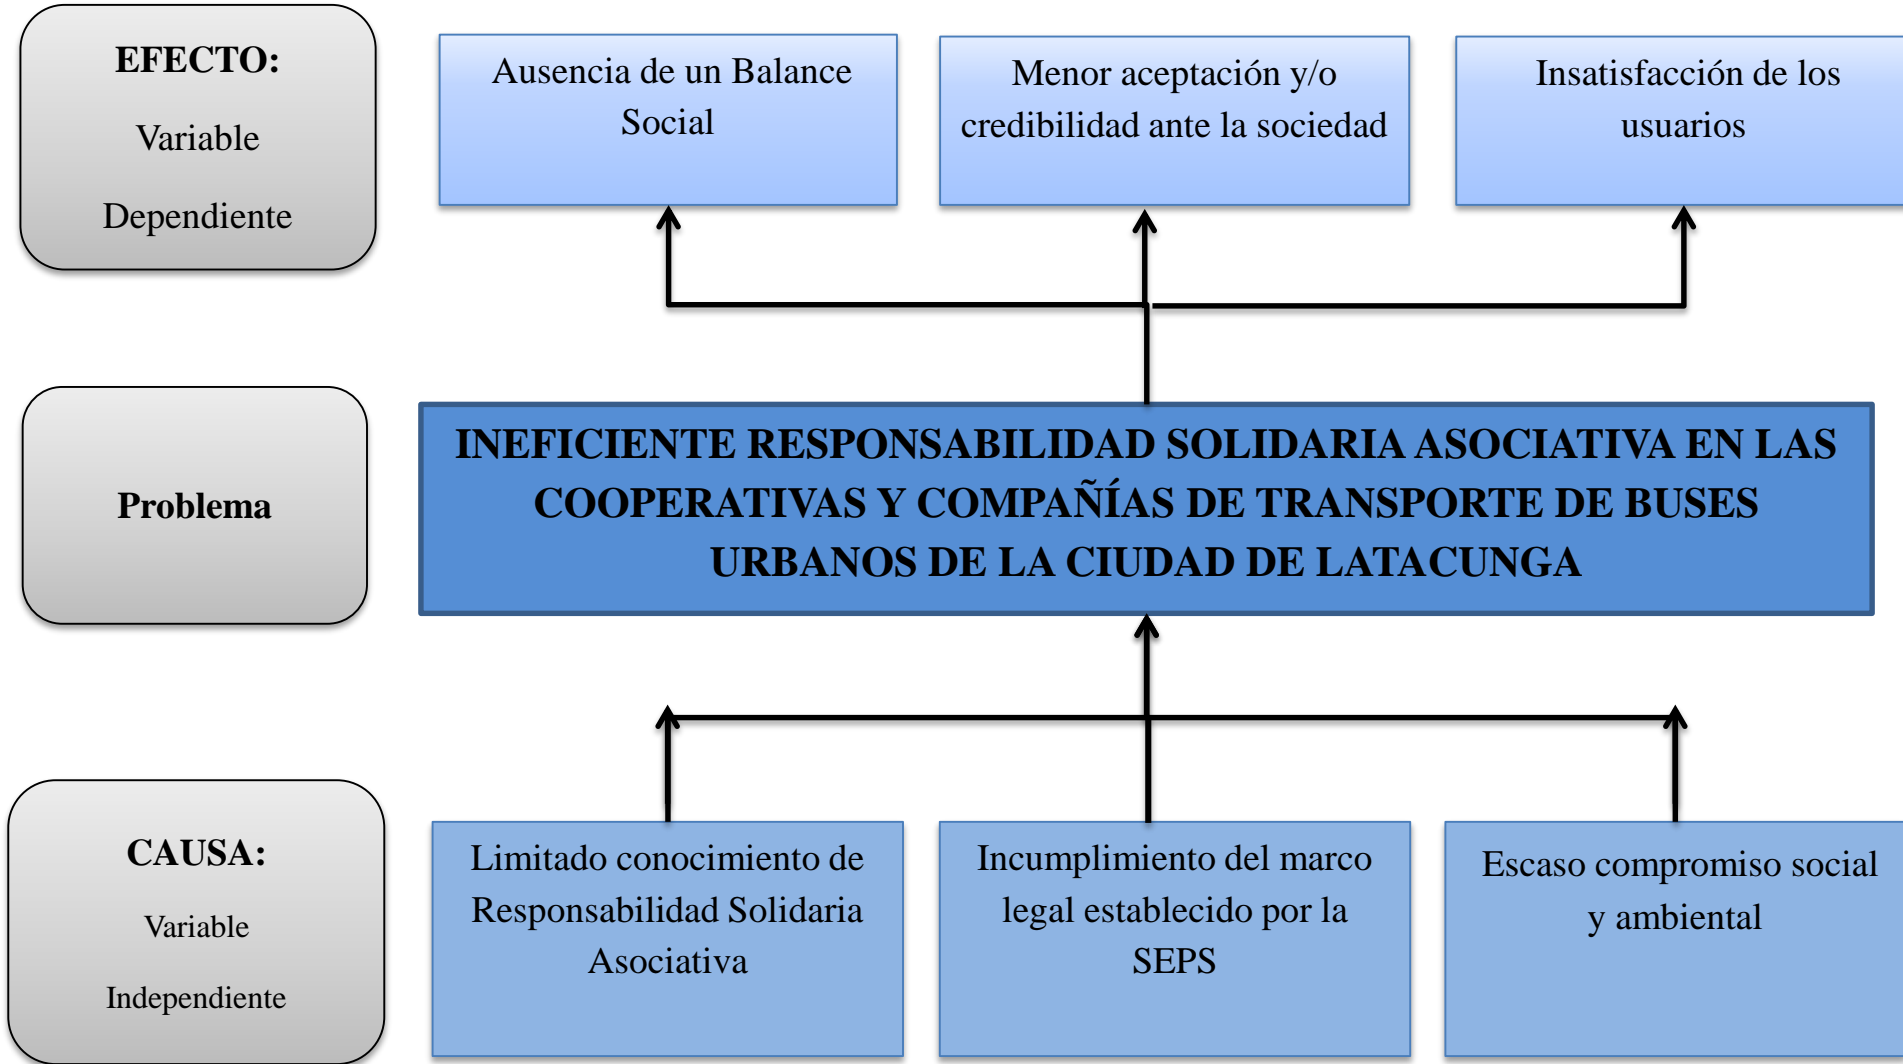 EFECTO:
Variable
Dependiente
Ausencia de un Balance
Social
Menor aceptación y/o
credibilidad ante la sociedad
Insatisfacción de los
usuarios
Problema
INEFICIENTE RESPONSABILIDAD SOLIDARIA ASOCIATIVA EN LAS
COOPERATIVAS Y COMPAÑÍAS DE TRANSPORTE DE BUSES
URBANOS DE LA CIUDAD DE LATACUNGA
CAUSA:
Variable
Independiente
Limitado conocimiento de
Responsabilidad Solidaria
Asociativa
Incumplimiento del marco
legal establecido por la
SEPS
Escaso compromiso social
y ambiental